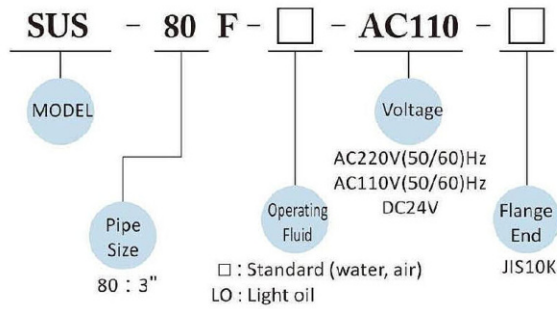 SUS - 80 F - □ - AC110 - □
MODEL
Voltage
AC220V(50/60)Hz
AC110V(50/60)Hz
DC24V
Pipe
Size
80 : 3"
Operating
Fluid
□ : Standard (water, air)
LO : Light oil
Flange
End
JIS10K